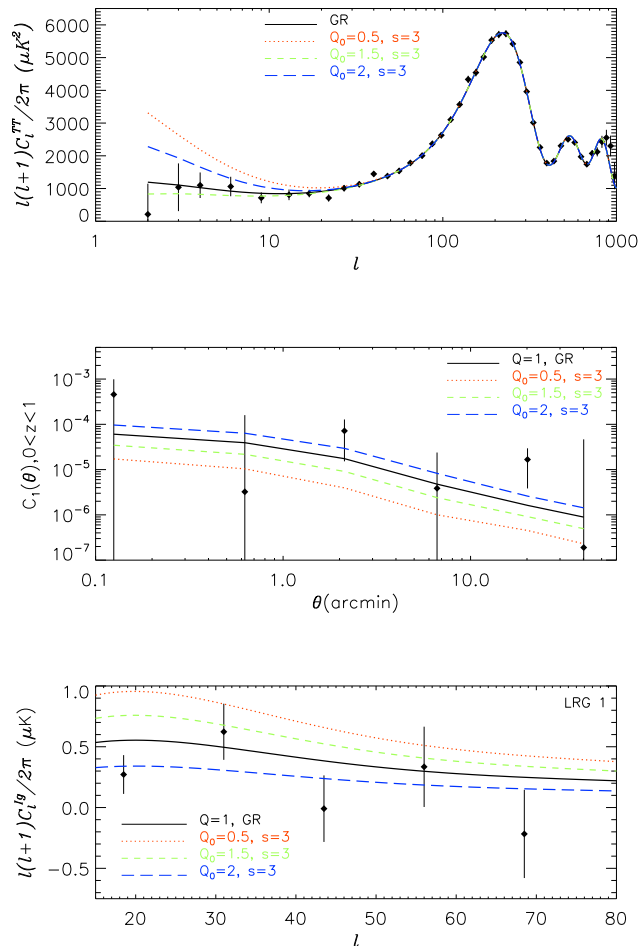 GR
Q₀=0.5, s=3
Q₀=1.5, s=3
Q₀=2, s=3
l(l+1)C_l^TT/2π (μK²)
6000
5000
4000
3000
2000
1000
0
1 10 100 1000
l
Q=1, GR
Q₀=0.5, s=3
Q₀=1.5, s=3
Q₀=2, s=3
C₁(θ),0<z<1
10⁻³
10⁻⁴
10⁻⁵
10⁻⁶
10⁻⁷
0.1 1.0 10.0
θ(arcmin)
LRG 1
l(l+1)C_l^Ig/2π (μK)
1.0
0.5
0.0
−0.5
Q=1, GR
Q₀=0.5, s=3
Q₀=1.5, s=3
Q₀=2, s=3
20 30 40 50 60 70 80
l